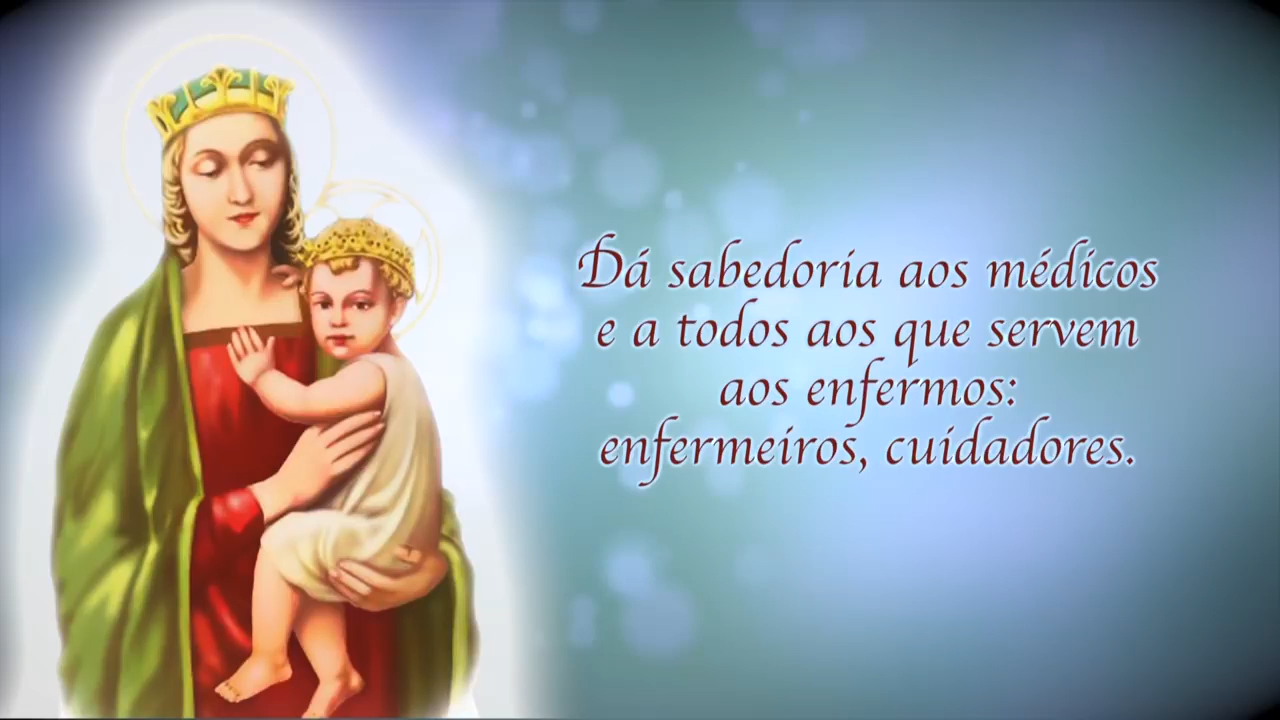 Dá sabedoria aos médicos
e a todos aos que servem
aos enfermos:
enfermeiros, cuidadores.